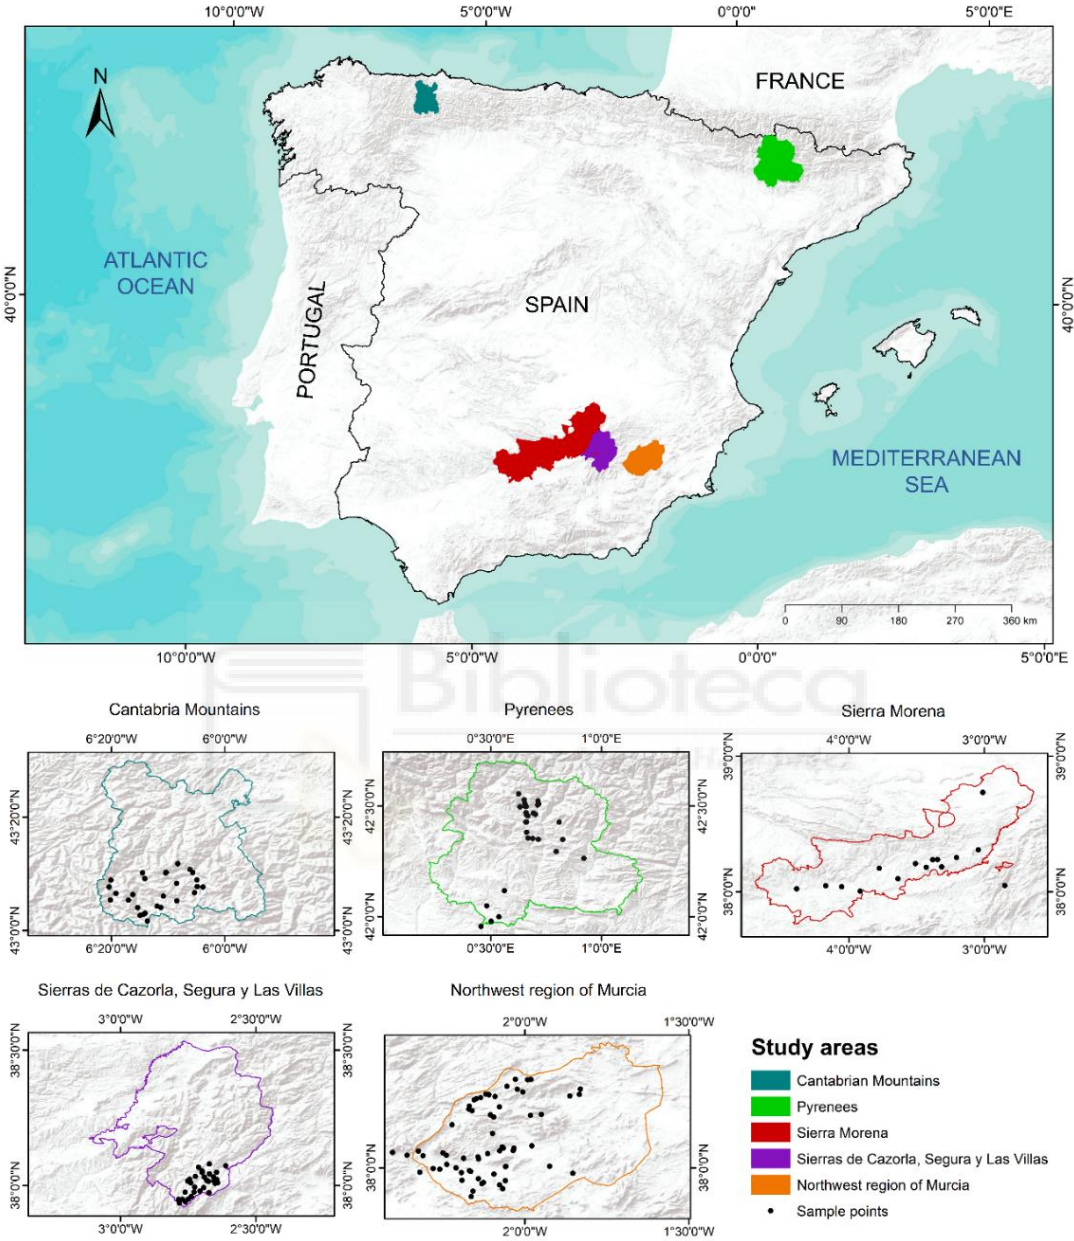 10°0'0"W 5°0'0"W 0°0'0" 5°0'0"E
N
FRANCE
ATLANTIC
OCEAN
40°0'0"N
SPAIN
40°0'0"N
PORTUGAL
MEDITERRANEAN
SEA
0 90 180 270 360 km
10°0'0"W 5°0'0"W 0°0'0" 5°0'0"E
Biblioteca
Cantabria Mountains
6°20'0"W 6°0'0"W
43°20'0"N
43°20'0"N
43°0'0"N
43°0'0"N
6°20'0"W 6°0'0"W
Pyrenees
0°30'0"E 1°0'0"W
42°30'0"N
42°30'0"N
42°0'0"N
42°0'0"N
0°30'0"E 1°0'0"W
Sierra Morena
4°0'0"W 3°0'0"W
39°0'0"N
39°0'0"N
38°0'0"N
38°0'0"N
4°0'0"W 3°0'0"W
Sierras de Cazorla, Segura y Las Villas
3°0'0"W 2°30'0"W
38°30'0"N
38°30'0"N
38°0'0"N
38°0'0"N
3°0'0"W 2°30'0"W
Northwest region of Murcia
2°0'0"W 1°30'0"W
38°0'0"N
38°0'0"N
2°0'0"W 1°30'0"W
Study areas
Cantabrian Mountains
Pyrenees
Sierra Morena
Sierras de Cazorla, Segura y Las Villas
Northwest region of Murcia
Sample points